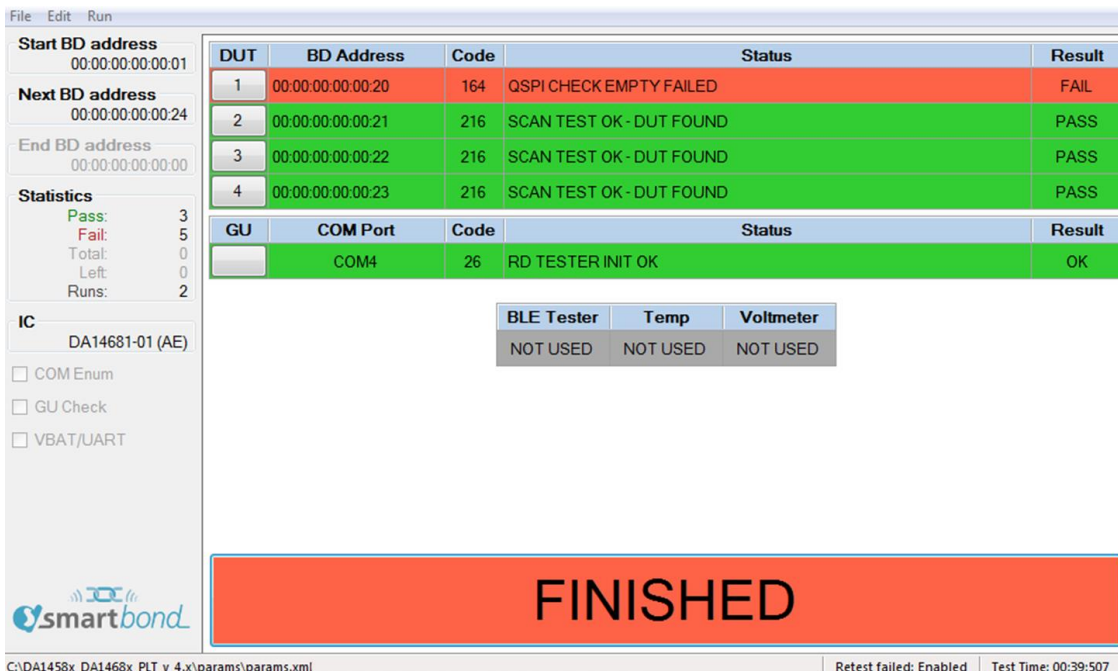 File Edit Run
Start BD address
00:00:00:00:00:01
Next BD address
00:00:00:00:00:24
End BD address
00:00:00:00:00:00
Statistics
Pass: 3
Fail: 5
Total: 0
Left: 0
Runs: 2
IC
DA14681-01 (AE)
COM Enum
GU Check
VBAT/UART
smartbond
DUT BD Address Code Status Result
1 00:00:00:00:00:20 164 QSPI CHECK EMPTY FAILED FAIL
2 00:00:00:00:00:21 216 SCAN TEST OK - DUT FOUND PASS
3 00:00:00:00:00:22 216 SCAN TEST OK - DUT FOUND PASS
4 00:00:00:00:00:23 216 SCAN TEST OK - DUT FOUND PASS
GU COM Port Code Status Result
COM4 26 RD TESTER INIT OK OK
BLE Tester Temp Voltmeter
NOT USED NOT USED NOT USED
FINISHED
C:\DA1458x_DA1468x_PLT_v_4.x\params\params.xml Retest failed: Enabled Test Time: 00:39:507